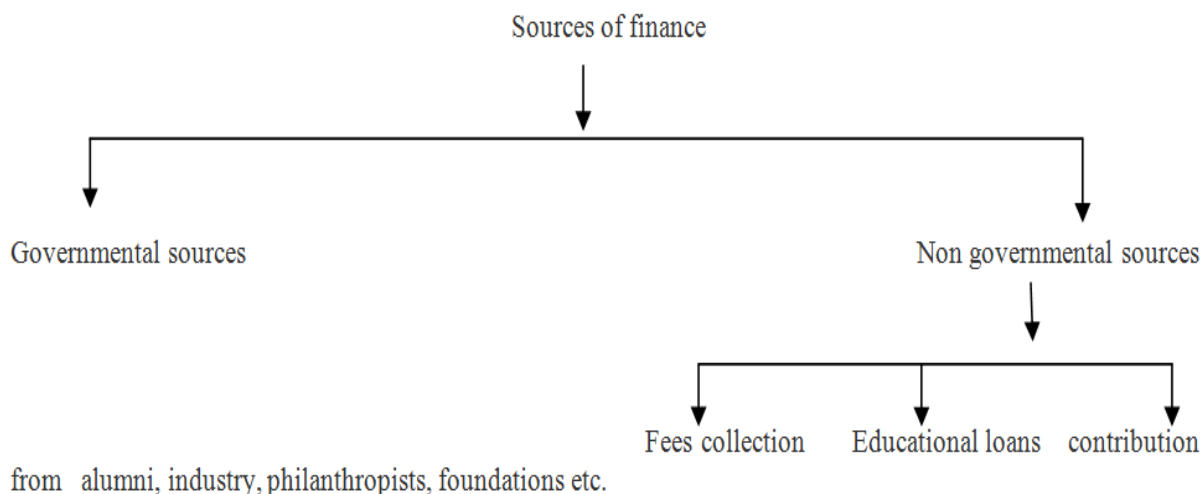 Sources of finance
Governmental sources Non governmental sources
Fees collection Educational loans contribution
from alumni, industry, philanthropists, foundations etc.